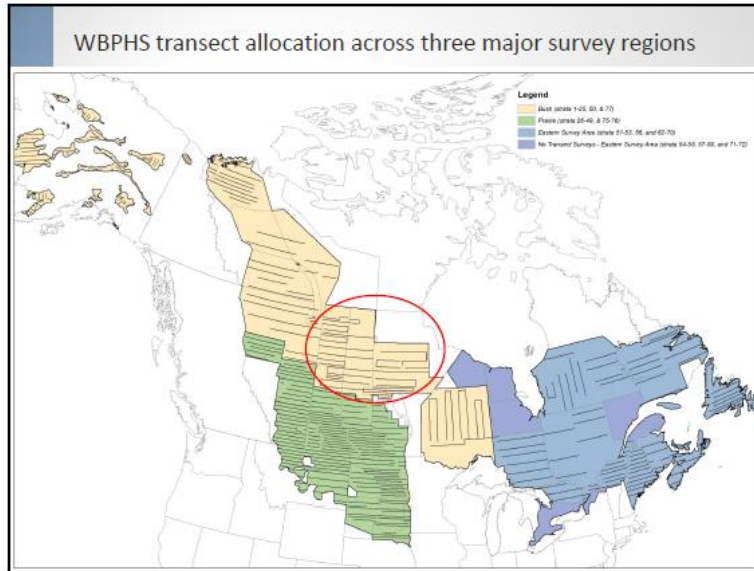 WBPHS transect allocation across three major survey regions
Legend
Bush (strata 1-25, 50, & 77)
Prairie (strata 26-49, & 75-76)
Eastern Survey Area (strata 51-53, 56, and 62-70)
No Transect Surveys - Eastern Survey Area (strata 54-55, 57-60, and 71-72)